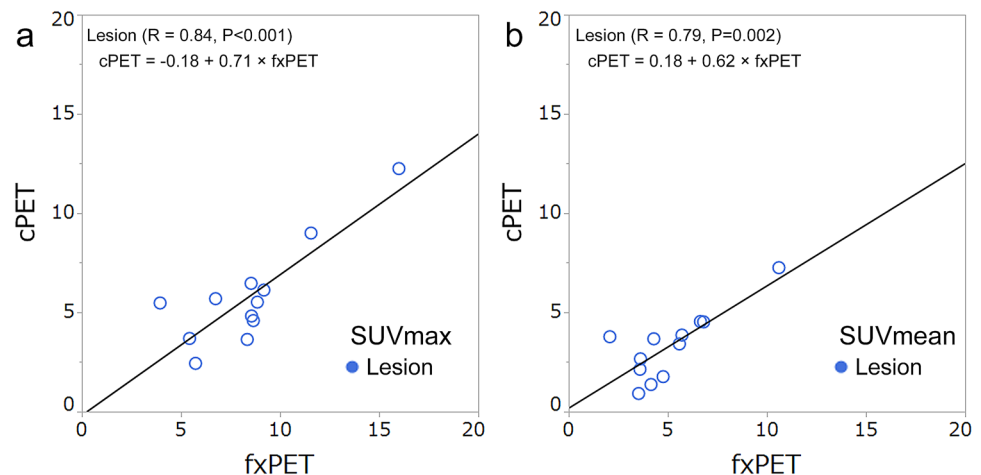 a
Lesion (R = 0.84, P<0.001)
cPET = -0.18 + 0.71 × fxPET
20
15
10
5
0
cPET
SUVmax
Lesion
0 5 10 15 20
fxPET
b
Lesion (R = 0.79, P=0.002)
cPET = 0.18 + 0.62 × fxPET
20
15
10
5
0
cPET
SUVmean
Lesion
0 5 10 15 20
fxPET